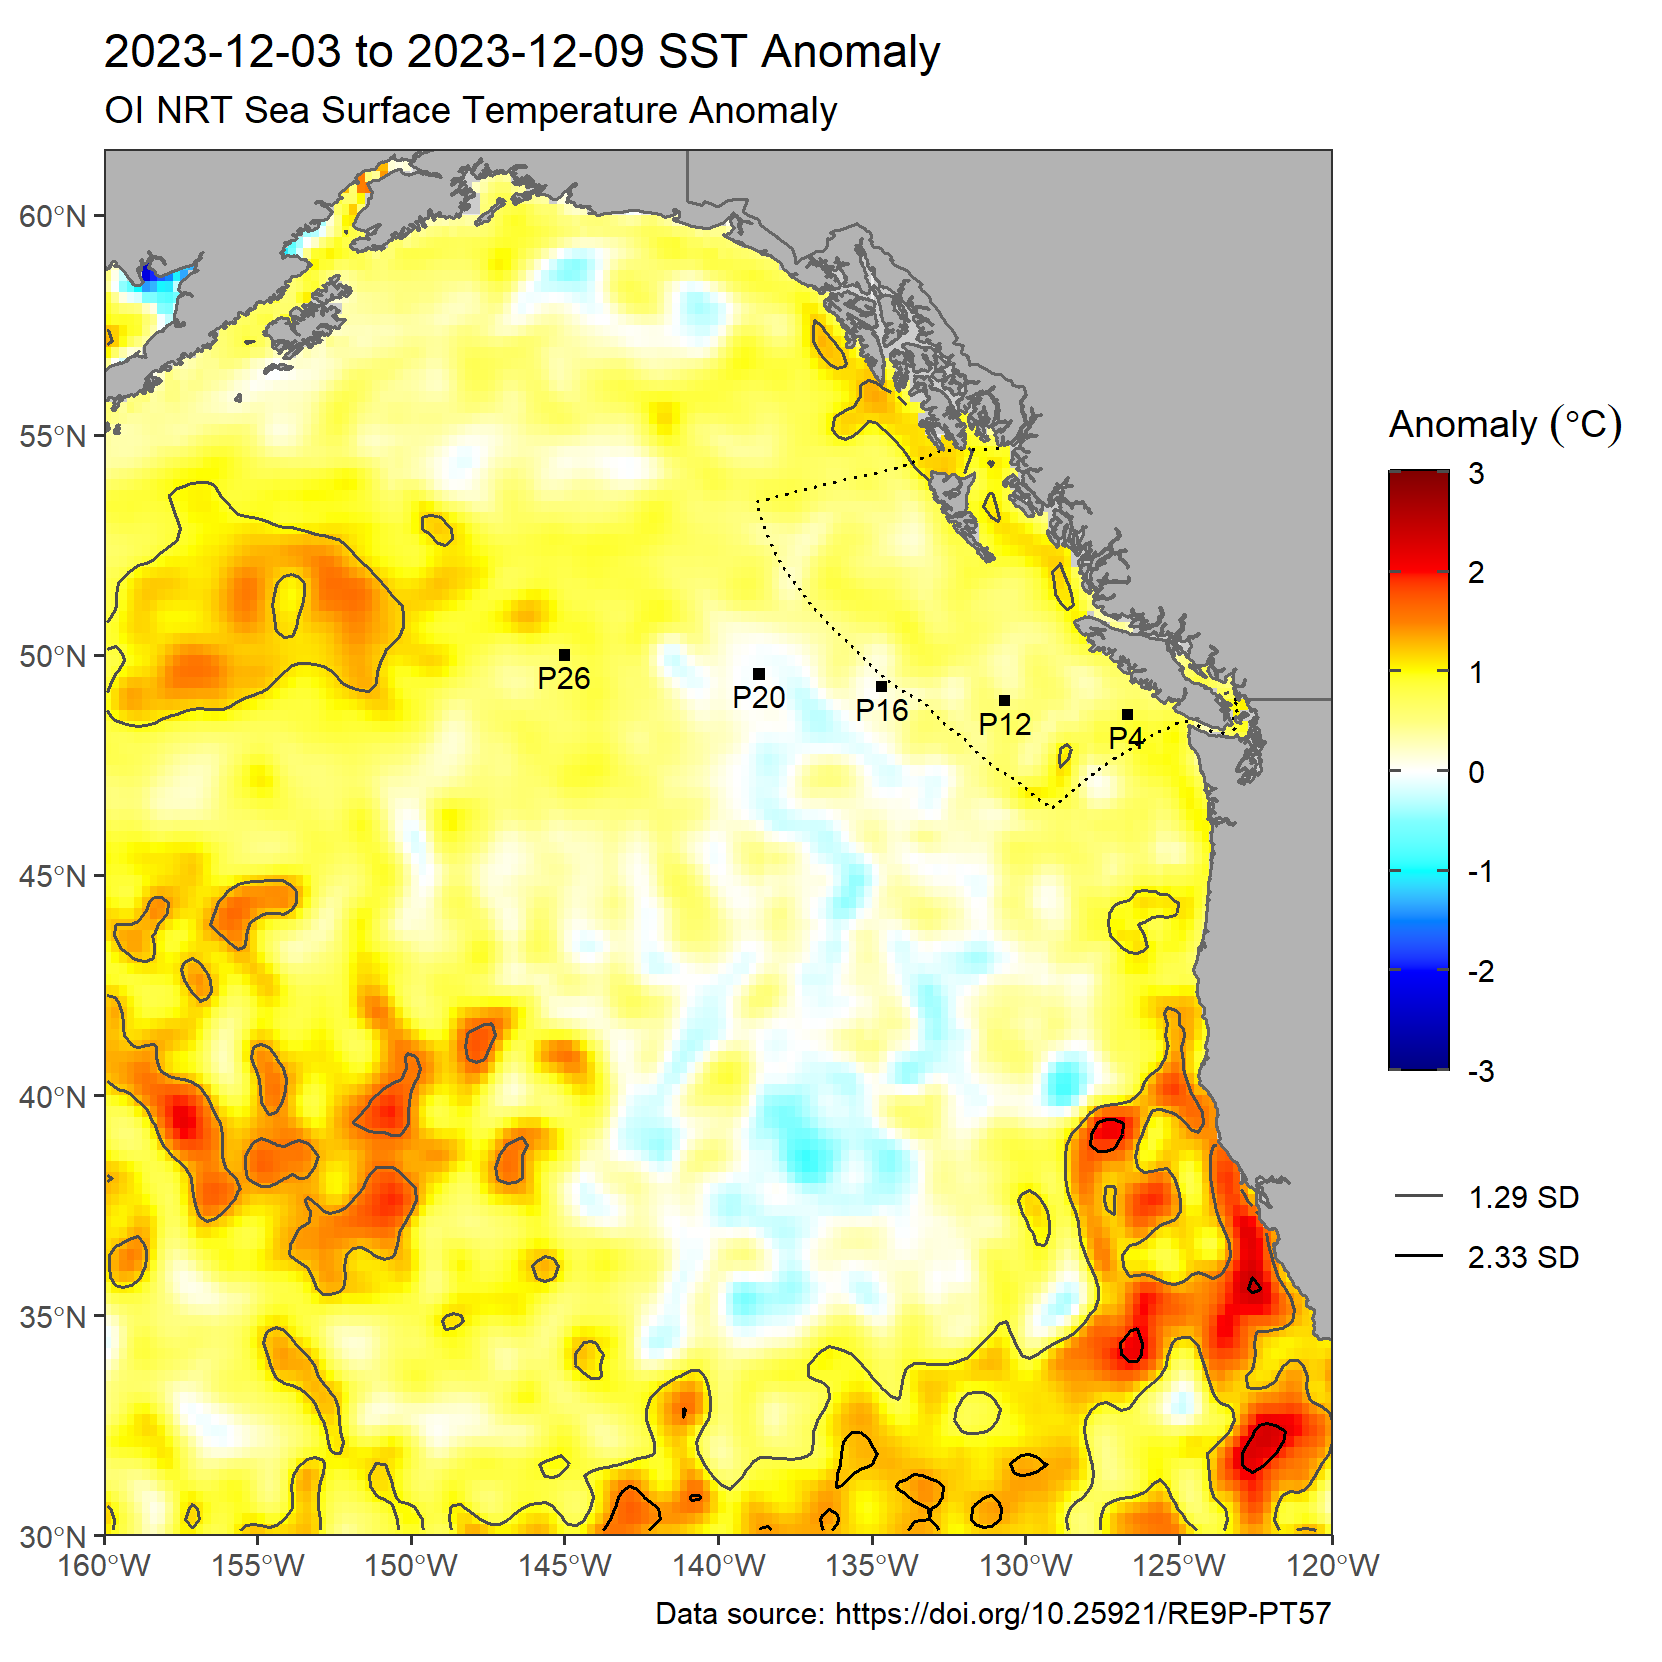 2023-12-03 to 2023-12-09 SST Anomaly
OI NRT Sea Surface Temperature Anomaly
60°N
55°N
50°N
45°N
40°N
35°N
30°N
160°W 155°W 150°W 145°W 140°W 135°W 130°W 125°W 120°W
P26
P20
P16
P12
P4
Anomaly (°C)
3
2
1
0
-1
-2
-3
1.29 SD
2.33 SD
Data source: https://doi.org/10.25921/RE9P-PT57